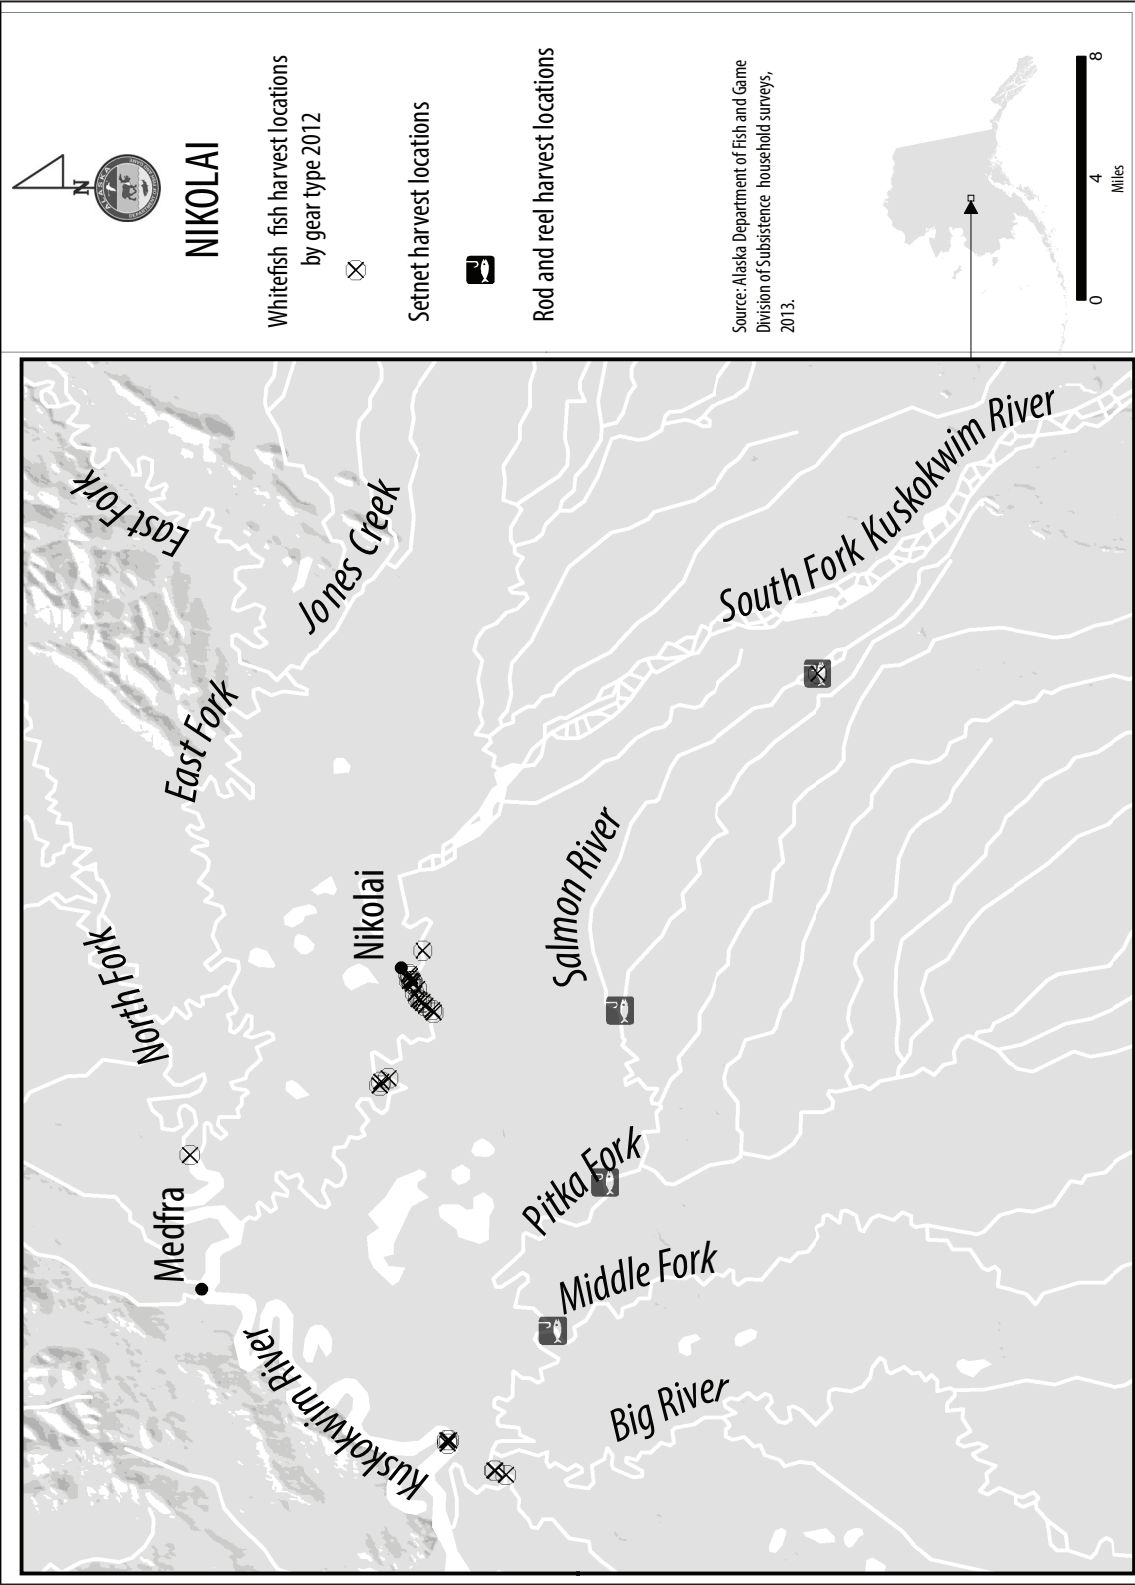 N
ALASKA
NIKOLAI
Whitefish fish harvest locations
by gear type 2012
Setnet harvest locations
Rod and reel harvest locations
Source: Alaska Department of Fish and Game
Division of Subsistence household surveys,
2013.
0 4 8
Miles
East Fork
Jones Creek
East Fork
North Fork
Nikolai
Medfra
Kuskokwim River
South Fork Kuskokwim River
Salmon River
Pitka Fork
Middle Fork
Big River